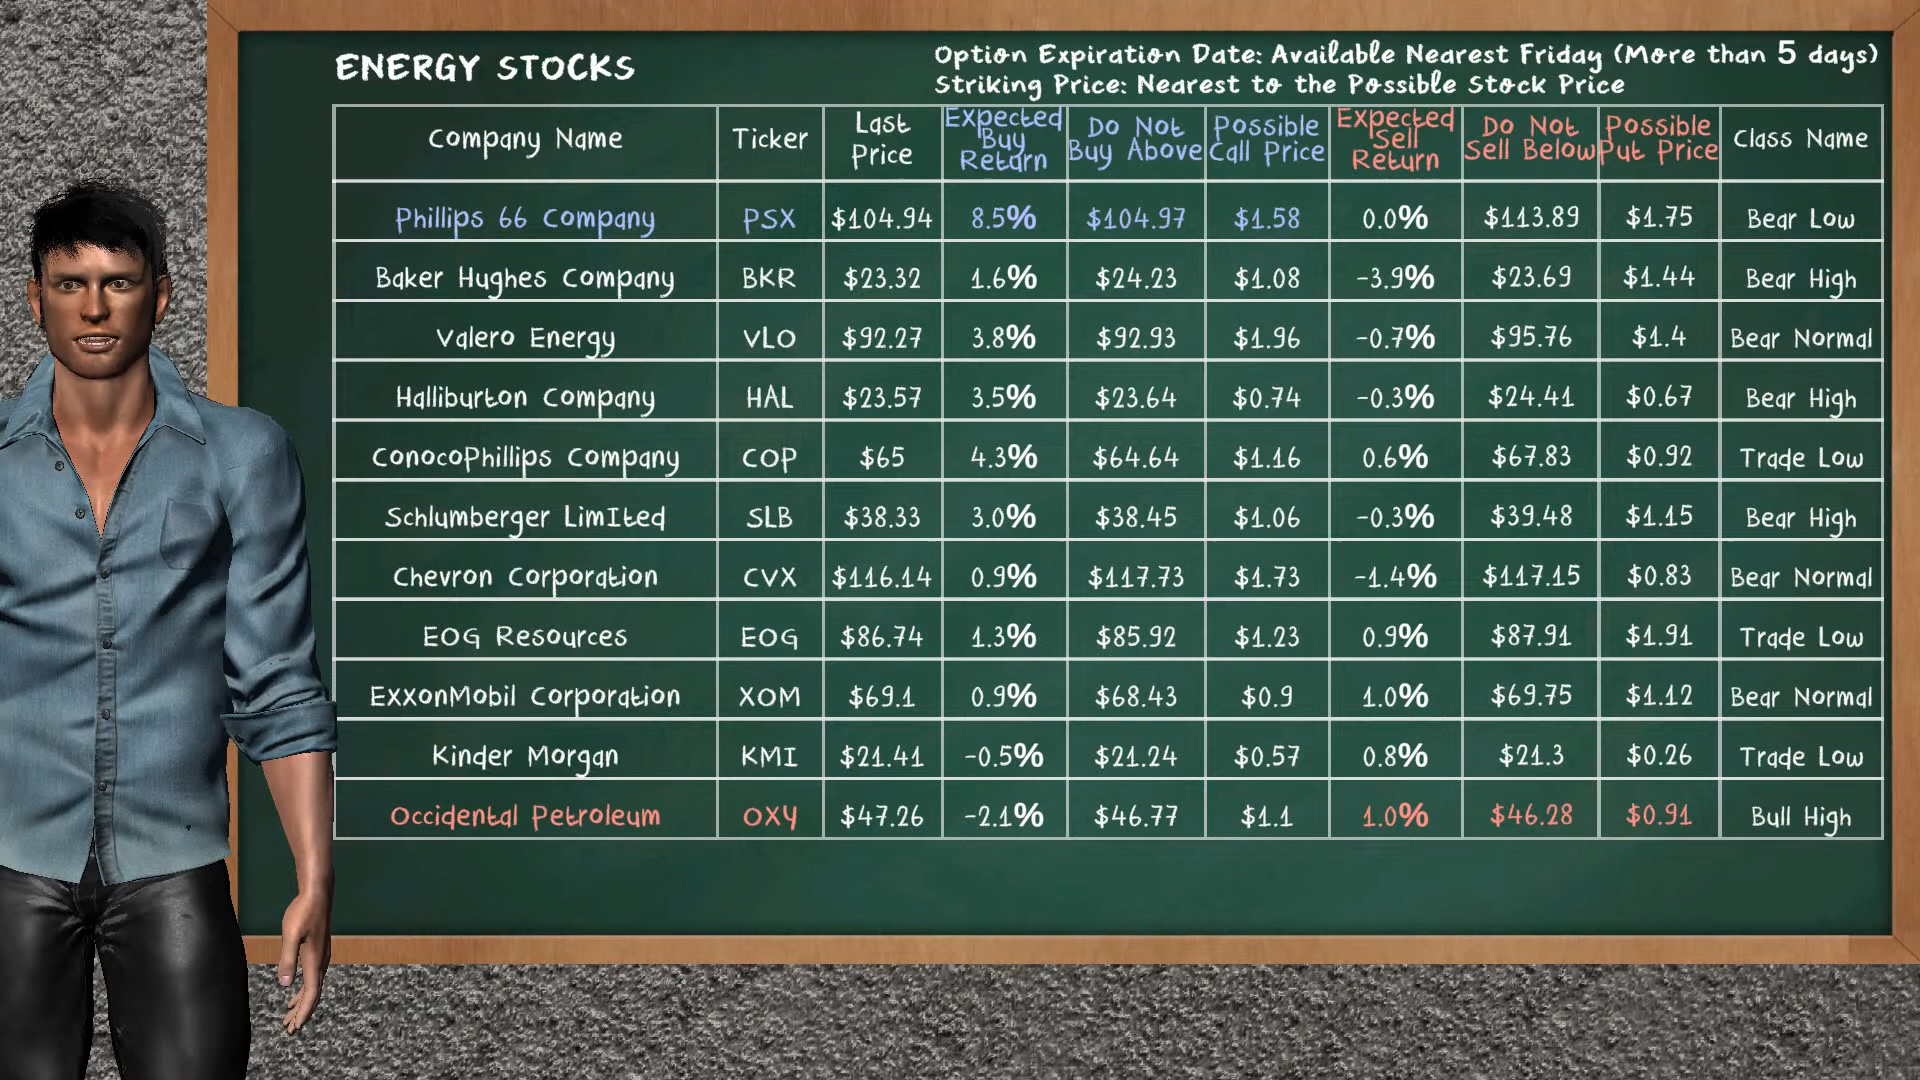 ENERGY STOCKS
Option Expiration Date: Available Nearest Friday (More than 5 days)
Striking Price: Nearest to the Possible Stock Price
Company Name Ticker Last Price Expected Buy Return Do Not Buy Above Possible Call Price Expected Sell Return Do Not Sell Below Possible Put Price Class Name
Phillips 66 Company PSX $104.94 8.5% $104.97 $1.58 0.0% $113.89 $1.75 Bear Low
Baker Hughes Company BKR $23.32 1.6% $24.23 $1.08 -3.9% $23.69 $1.44 Bear High
Valero Energy VLO $92.27 3.8% $92.93 $1.96 -0.7% $95.76 $1.4 Bear Normal
Halliburton Company HAL $23.57 3.5% $23.64 $0.74 -0.3% $24.41 $0.67 Bear High
ConocoPhillips Company COP $65 4.3% $64.64 $1.16 0.6% $67.83 $0.92 Trade Low
Schlumberger LimIted SLB $38.33 3.0% $38.45 $1.06 -0.3% $39.48 $1.15 Bear High
Chevron Corporation CVX $116.14 0.9% $117.73 $1.73 -1.4% $117.15 $0.83 Bear Normal
EOG Resources EOG $86.74 1.3% $85.92 $1.23 0.9% $87.91 $1.91 Trade Low
ExxonMobil Corporation XOM $69.1 0.9% $68.43 $0.9 1.0% $69.75 $1.12 Bear Normal
Kinder Morgan KMI $21.41 -0.5% $21.24 $0.57 0.8% $21.3 $0.26 Trade Low
Occidental Petroleum OXY $47.26 -2.1% $46.77 $1.1 1.0% $46.28 $0.91 Bull High